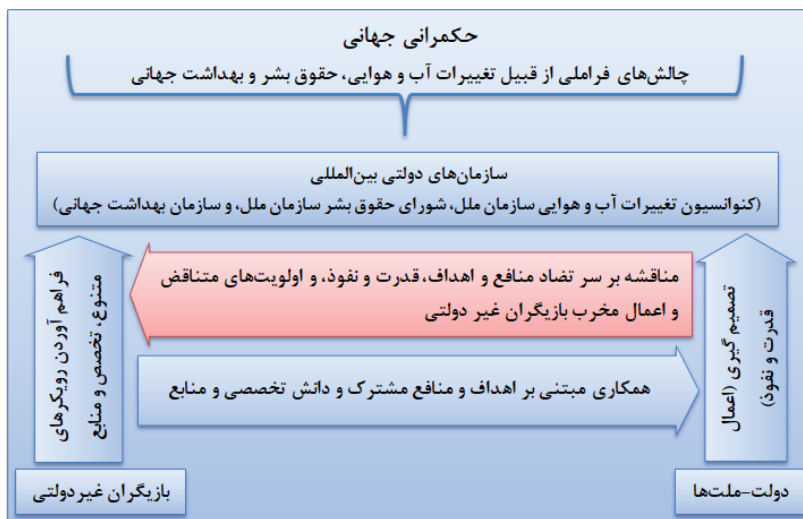 حکمرانی جهانی
چالش‌های فراملی از قبیل تغییرات آب و هوایی، حقوق بشر و بهداشت جهانی
سازمان‌های دولتی بین‌المللی
(کنوانسیون تغییرات آب و هوایی سازمان ملل، شورای حقوق بشر سازمان ملل، و سازمان بهداشت جهانی)
تصمیم گیری (اعمال
قدرت و نفوذ)
مناقشه بر سر تضاد منافع و اهداف، قدرت و نفوذ، و اولویت‌های متناقض
و اعمال مخرب بازیگران غیر دولتی
همکاری مبتنی بر اهداف و منافع مشترک و دانش تخصصی و منابع
فراهم آوردن رویکرهای
متنوع، تخصص و منابع
دولت-ملت‌ها
بازیگران غیردولتی